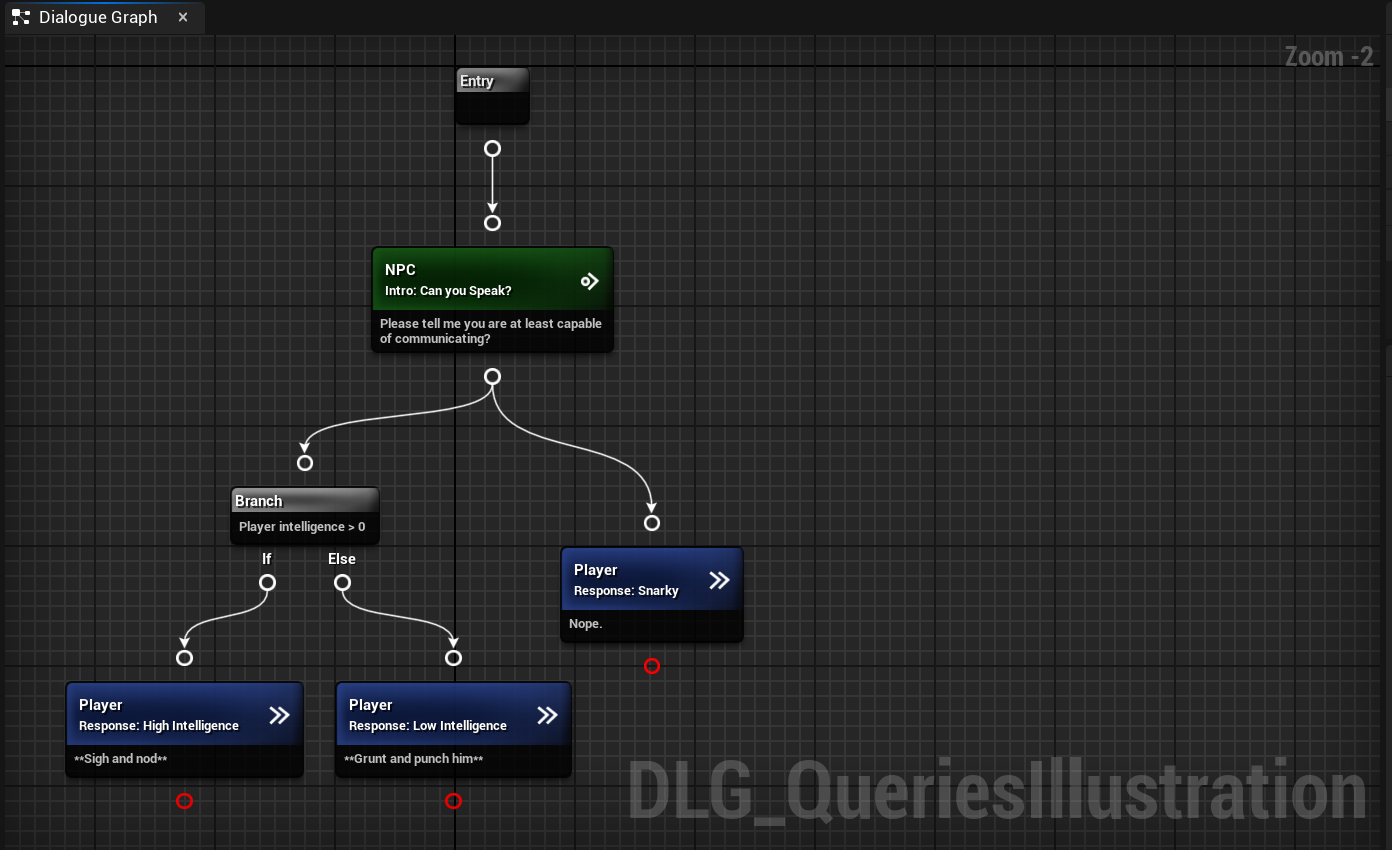 Dialogue Graph
Zoom -2
Entry
NPC
Intro: Can you Speak?
Please tell me you are at least capable
of communicating?
Branch
Player intelligence > 0
If
Else
Player
Response: Snarky
Nope.
Player
Response: High Intelligence
**Sigh and nod**
Player
Response: Low Intelligence
**Grunt and punch him**
DLG_QueriesIllustration